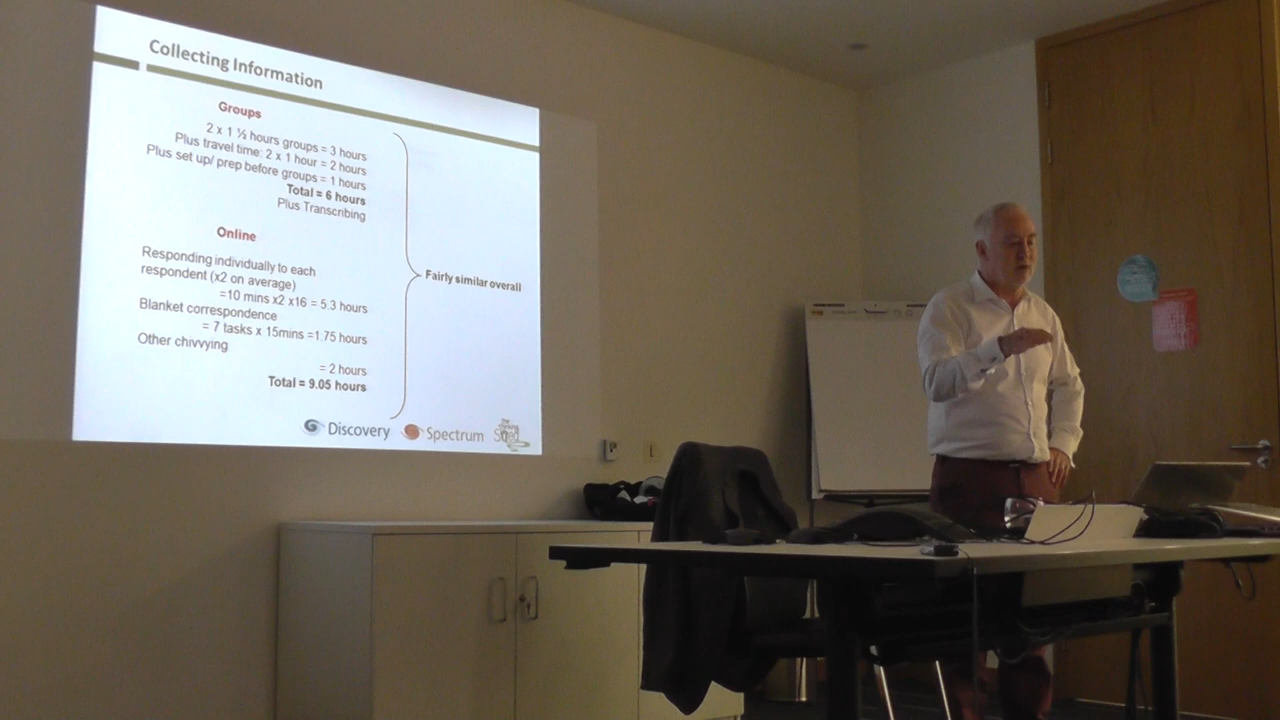 Collecting Information
Groups
2 x 1 ½ hours groups = 3 hours
Plus travel time: 2 x 1 hour = 2 hours
Plus set up/ prep before groups = 1 hours
Total = 6 hours
Plus Transcribing
Online
Responding individually to each
respondent (x2 on average)
=10 mins x2 x16 = 5.3 hours
Blanket correspondence
= 7 tasks x 15mins =1.75 hours
Other chivvying
= 2 hours
Total = 9.05 hours
Fairly similar overall
Discovery
Spectrum